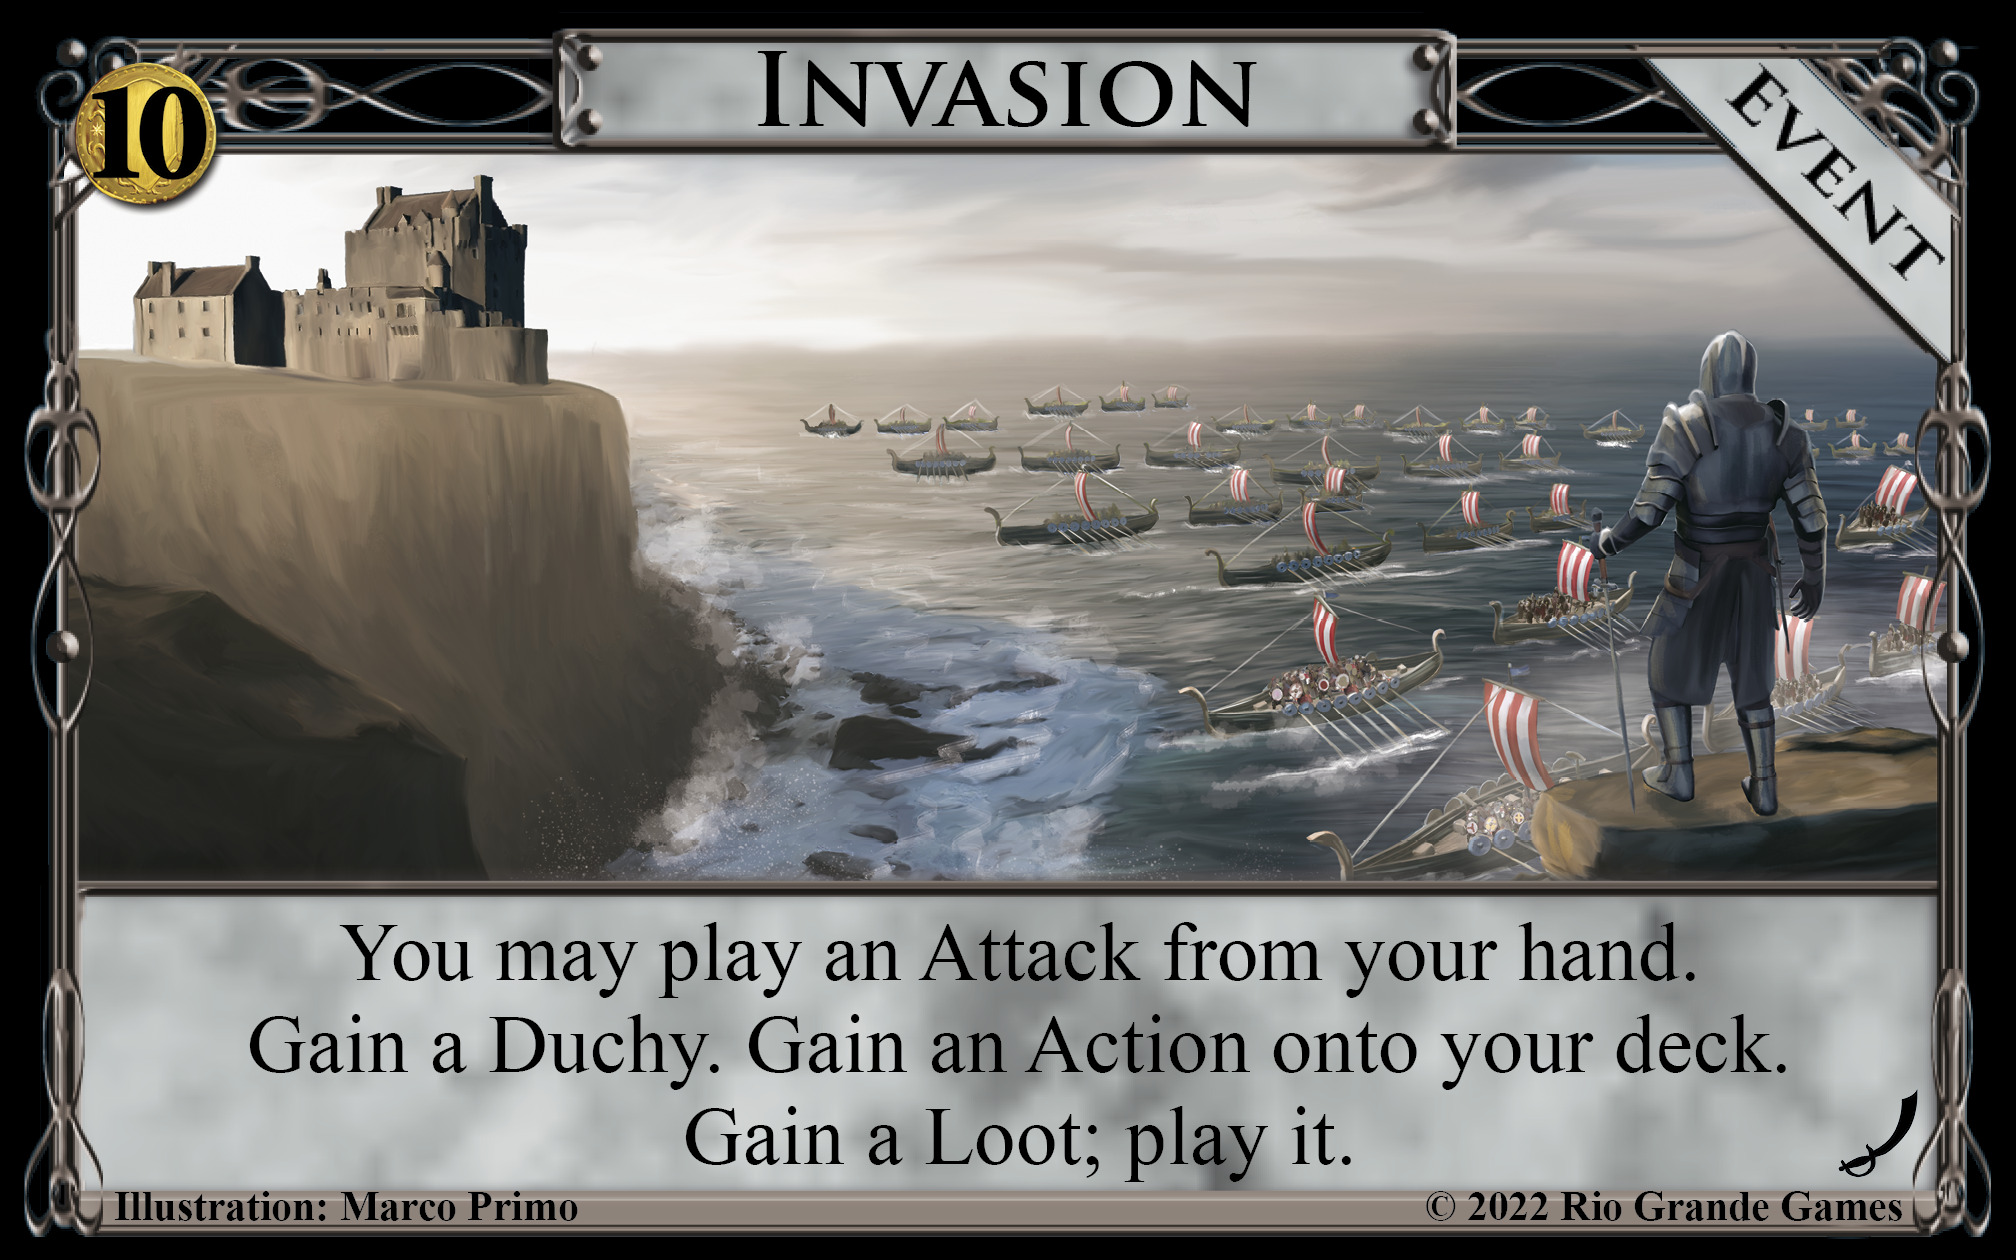 10
INVASION
EVENT
You may play an Attack from your hand.
Gain a Duchy. Gain an Action onto your deck.
Gain a Loot; play it.
Illustration: Marco Primo
© 2022 Rio Grande Games